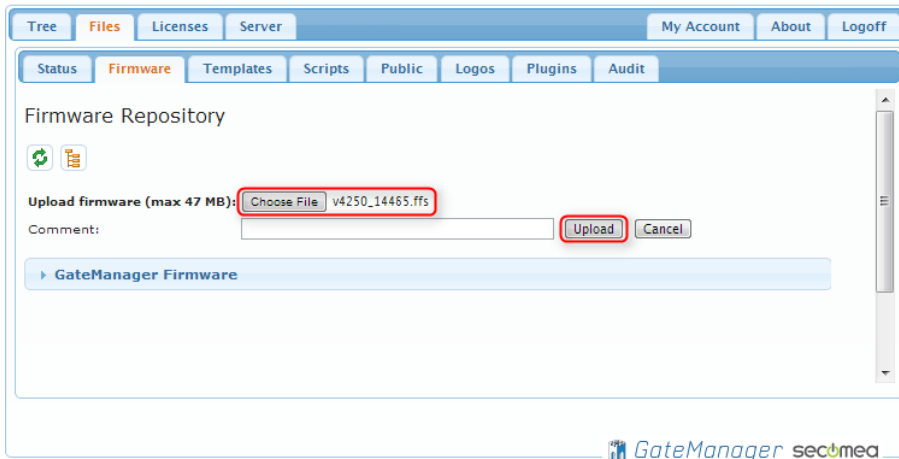 Tree Files Licenses Server My Account About Logoff
Status Firmware Templates Scripts Public Logos Plugins Audit
Firmware Repository
Upload firmware (max 47 MB): Choose File v4250_14465.ffs
Comment: Upload Cancel
GateManager Firmware
GateManager secomea